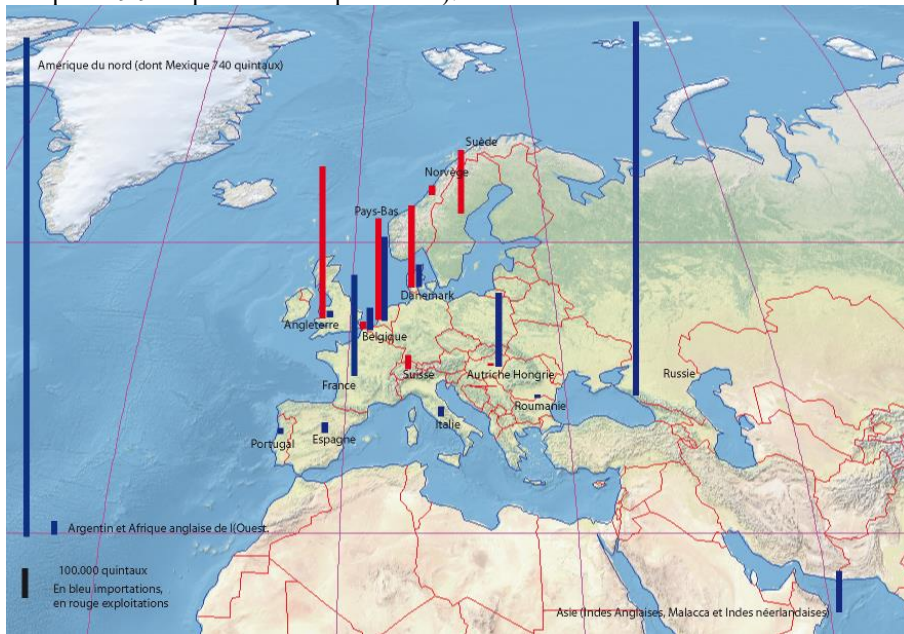 Amérique du nord (dont Mexique 740 quintaux)
Suède
Norvège
Pays-Bas
Danemark
Angleterre
Belgique
Suisse
Autriche Hongrie
Russie
France
Roumanie
Italie
Portugal
Espagne
Argentin et Afrique anglaise de l(Ouest.
100.000 quintaux
En bleu importations,
en rouge exploitations
Asie (Indes Anglaises, Malacca et Indes néerlandaises)